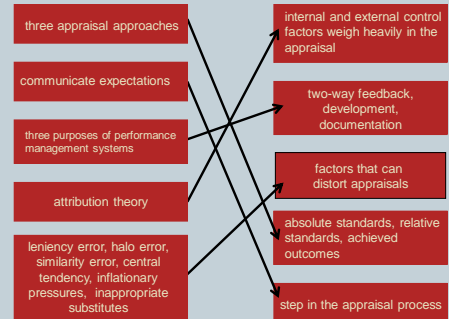 three appraisal approaches
communicate expectations
three purposes of performance
management systems
attribution theory
leniency error, halo error,
similarity error, central
tendency, inflationary
pressures, inappropriate
substitutes
internal and external control
factors weigh heavily in the
appraisal
two-way feedback,
development,
documentation
factors that can
distort appraisals
absolute standards, relative
standards, achieved
outcomes
step in the appraisal process